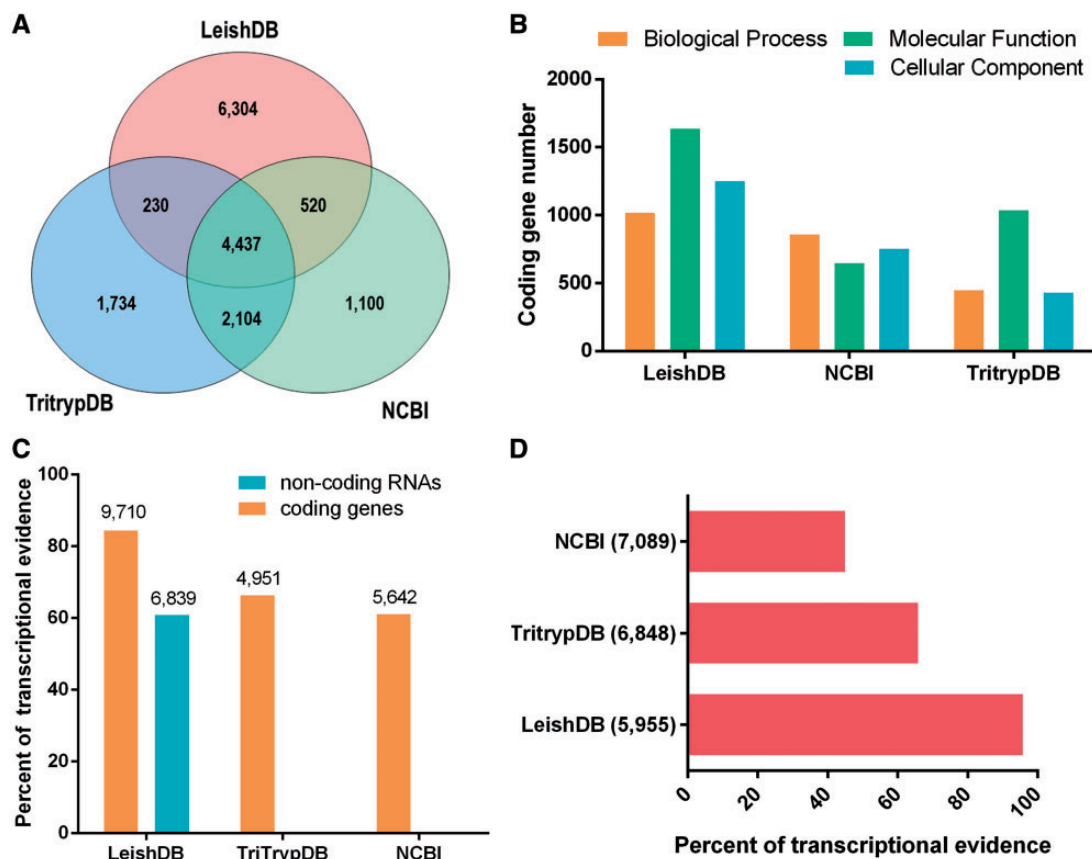 A
LeishDB
6,304
230
520
4,437
1,734
2,104
1,100
TritrypDB
NCBI
B
Biological Process
Molecular Function
Cellular Component
Coding gene number
2000
1500
1000
500
0
LeishDB
NCBI
TritrypDB
C
Percent of transcriptional evidence
100
80
60
40
20
0
non-coding RNAs
coding genes
9,710
6,839
4,951
5,642
LeishDB
TriTrypDB
NCBI
D
NCBI (7,089)
TritrypDB (6,848)
LeishDB (5,955)
0
20
40
60
80
100
Percent of transcriptional evidence